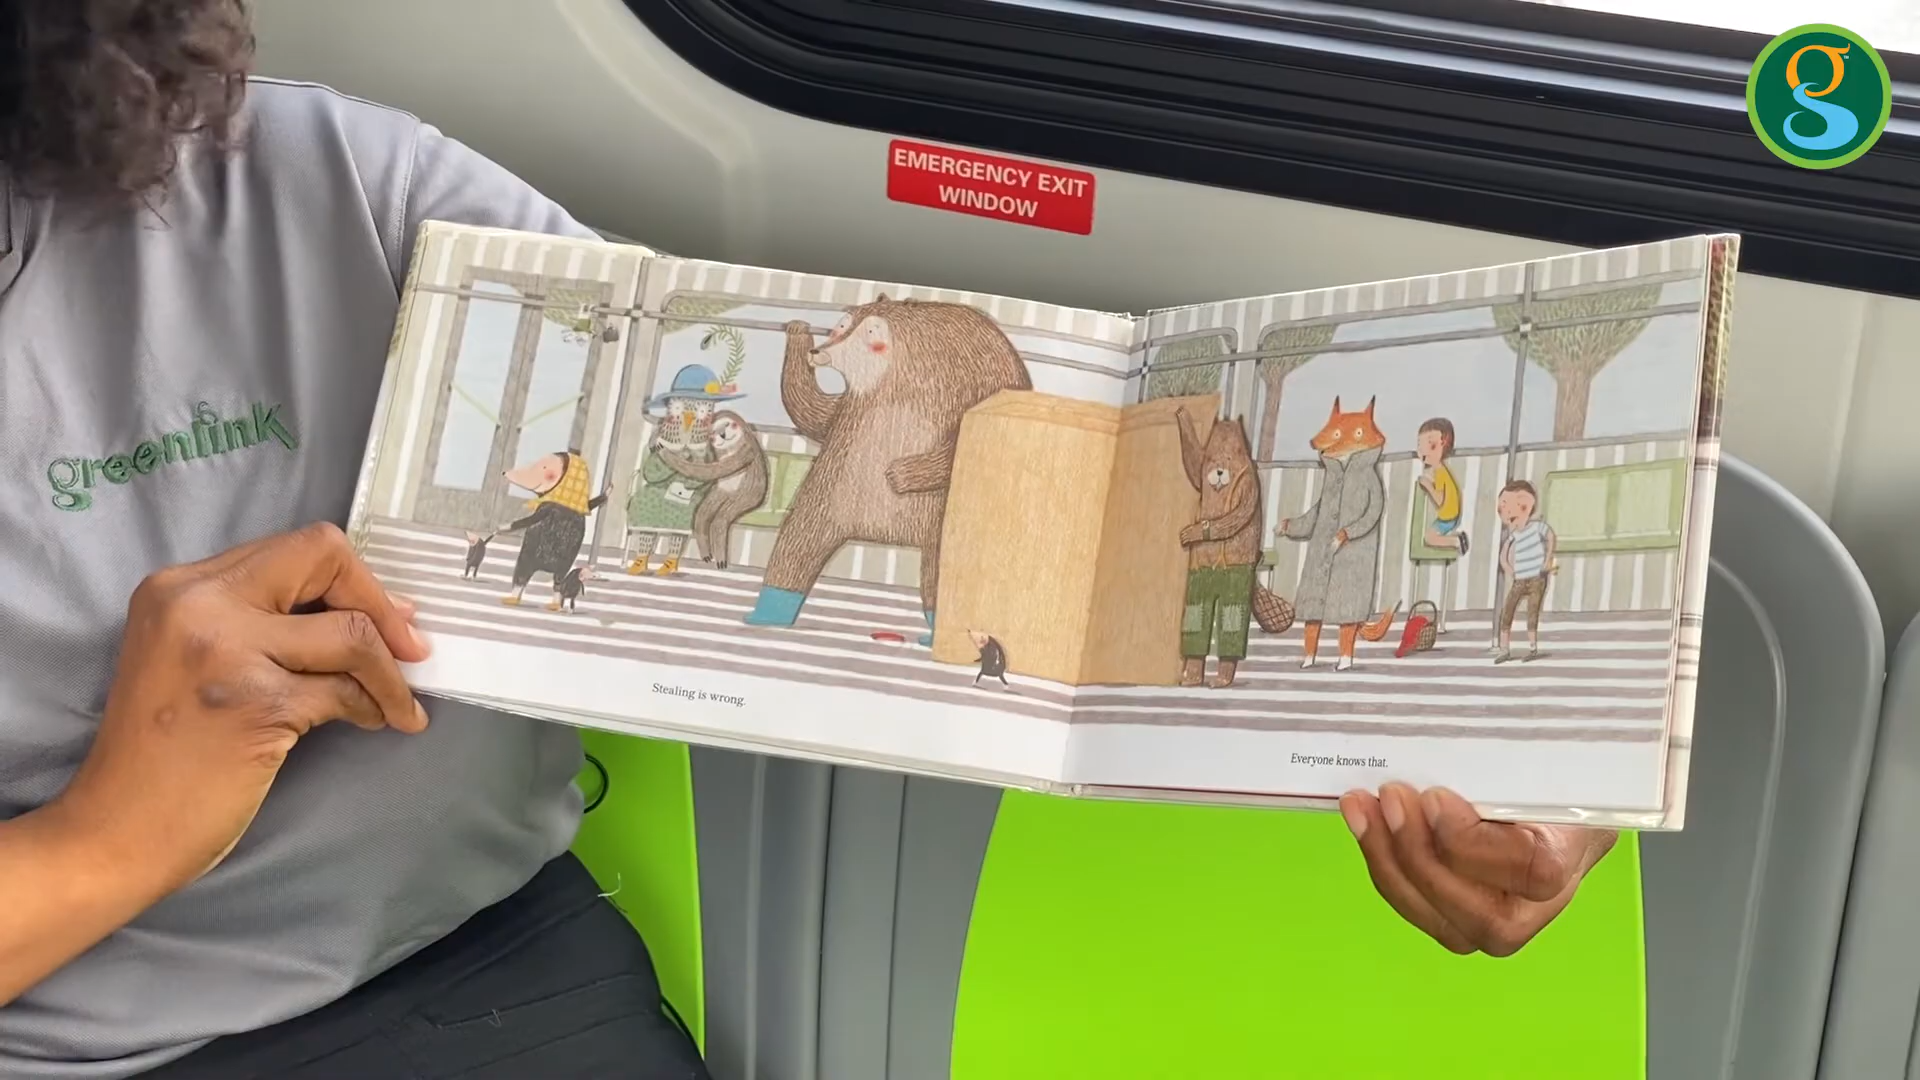 EMERGENCY EXIT
WINDOW
greenlink
Stealing is wrong.
Everyone knows that.